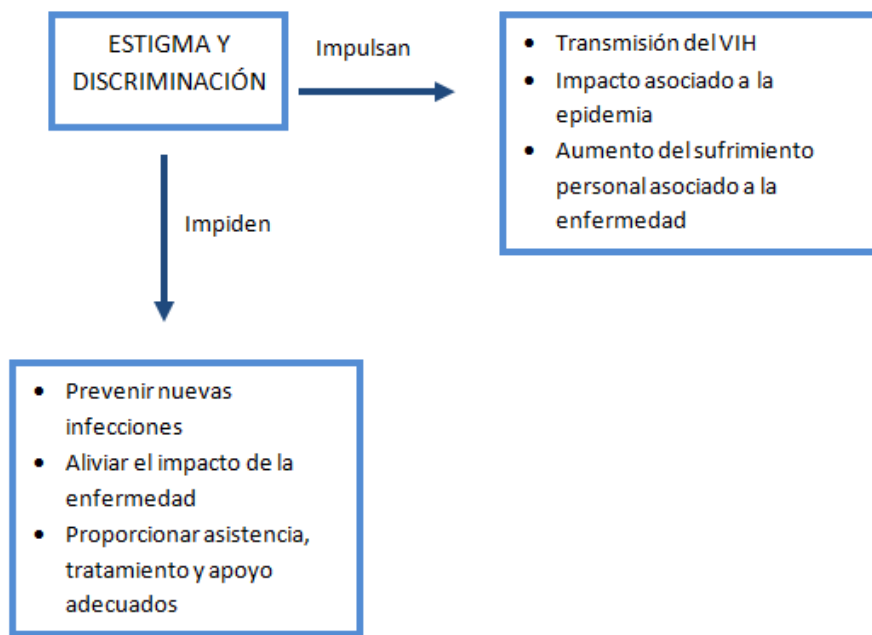 ESTIGMA Y
DISCRIMINACIÓN
Impulsan
• Transmisión del VIH
• Impacto asociado a la
epidemia
• Aumento del sufrimiento
personal asociado a la
enfermedad
Impiden
• Prevenir nuevas
infecciones
• Aliviar el impacto de la
enfermedad
• Proporcionar asistencia,
tratamiento y apoyo
adecuados